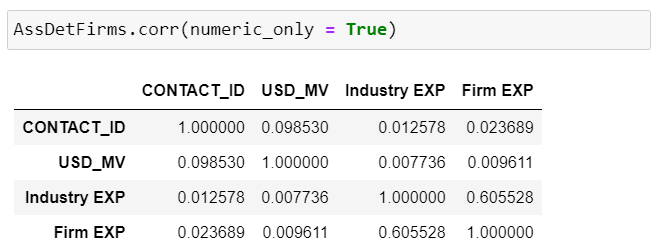 AssDetFirms.corr(numeric_only = True)
CONTACT_ID USD_MV Industry EXP Firm EXP
CONTACT_ID 1.000000 0.098530 0.012578 0.023689
USD_MV 0.098530 1.000000 0.007736 0.009611
Industry EXP 0.012578 0.007736 1.000000 0.605528
Firm EXP 0.023689 0.009611 0.605528 1.000000